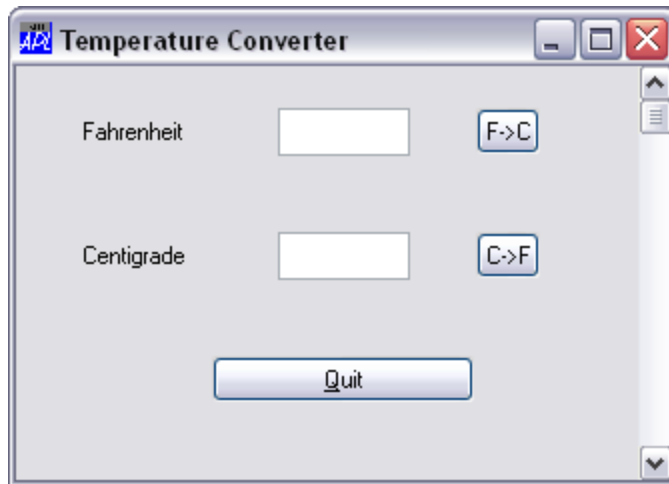 Temperature Converter
Fahrenheit
F->C
Centigrade
C->F
Quit